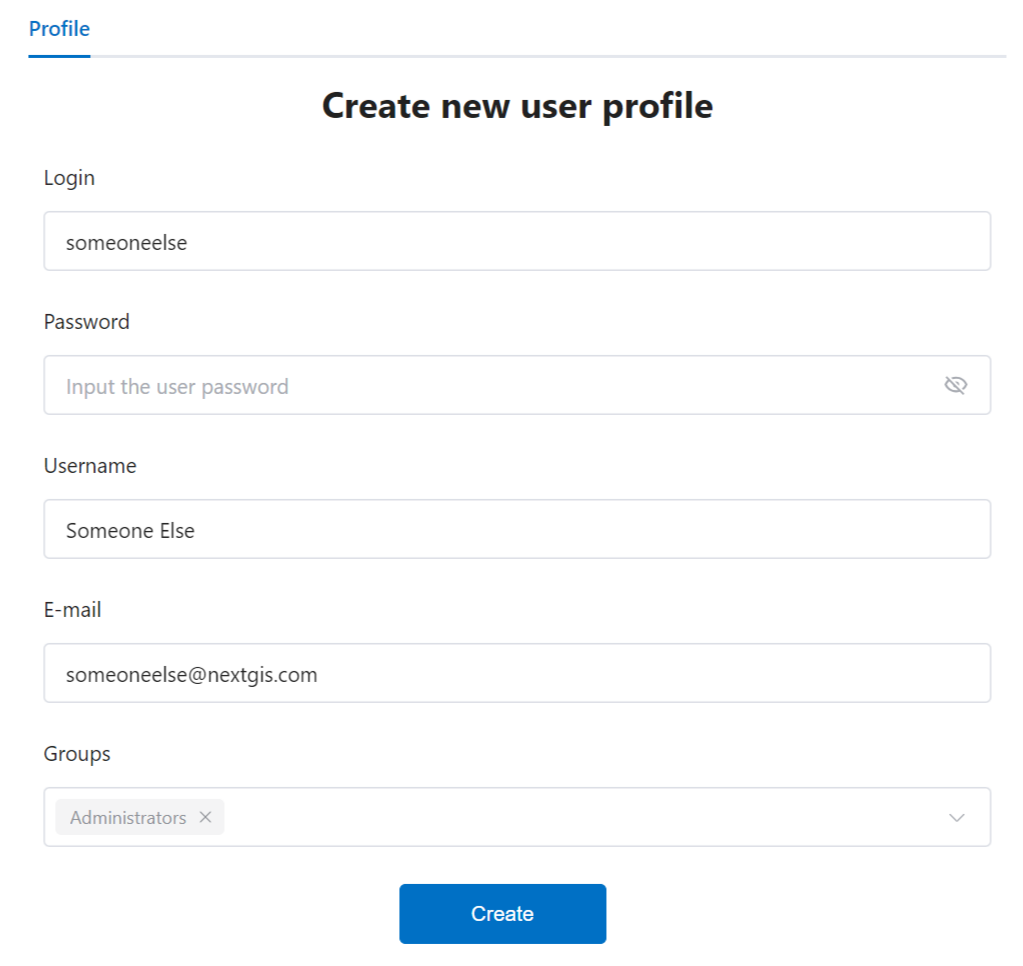 Profile
Create new user profile
Login
someoneelse
Password
Input the user password
Username
Someone Else
E-mail
someoneelse@nextgis.com
Groups
Administrators
Create